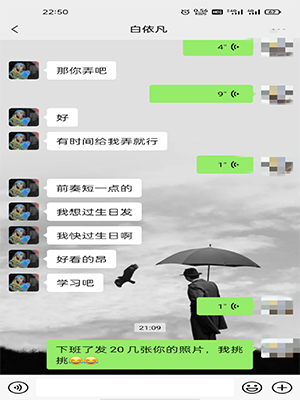 22:50
白依凡
4"
那你弄吧
9"
好
有时间给我弄就行
1"
前奏短一点的
我想过生日发
我快过生日啊
好看的昂
学习吧
1"
21:09
下班了发 20 几张你的照片，我挑
挑😂😂